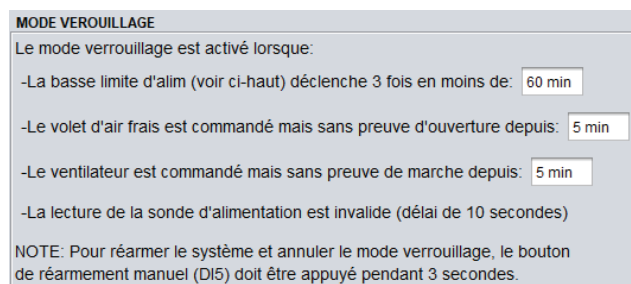 MODE VEROUILLAGE
Le mode verrouillage est activé lorsque:
-La basse limite d'alim (voir ci-haut) déclenche 3 fois en moins de: 60 min
-Le volet d'air frais est commandé mais sans preuve d'ouverture depuis: 5 min
-Le ventilateur est commandé mais sans preuve de marche depuis: 5 min
-La lecture de la sonde d'alimentation est invalide (délai de 10 secondes)
NOTE: Pour réarmer le système et annuler le mode verrouillage, le bouton
de réarmement manuel (DI5) doit être appuyé pendant 3 secondes.